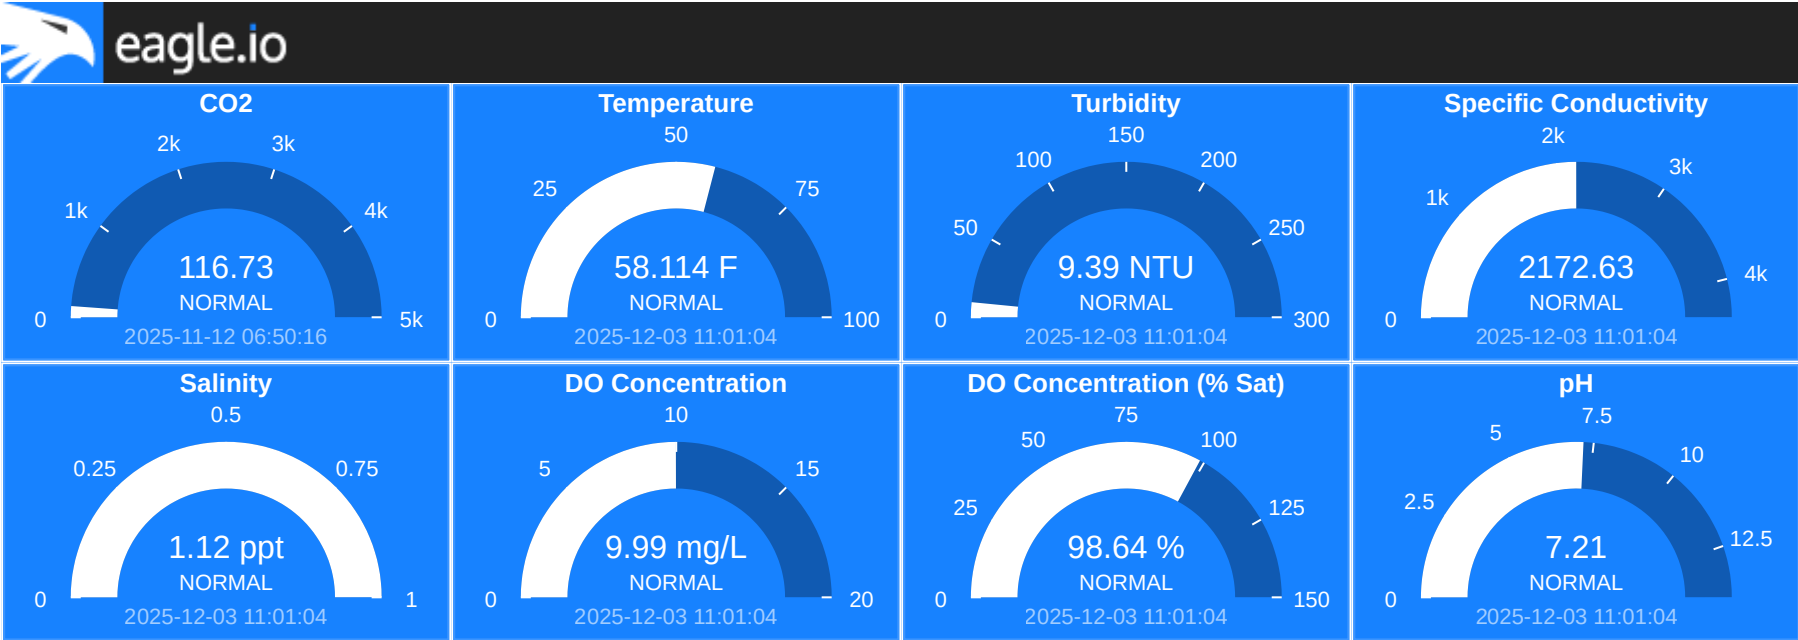 eagle.io
CO2
2k
3k
1k
4k
116.73
NORMAL
0
5k
2025-11-12 06:50:16
Temperature
50
25
75
58.114 F
NORMAL
0
100
2025-12-03 11:01:04
Turbidity
150
100
200
50
250
9.39 NTU
NORMAL
0
300
2025-12-03 11:01:04
Specific Conductivity
2k
3k
1k
4k
2172.63
NORMAL
0
2025-12-03 11:01:04
Salinity
0.5
0.25
0.75
1.12 ppt
NORMAL
0
1
2025-12-03 11:01:04
DO Concentration
10
5
15
9.99 mg/L
NORMAL
0
20
2025-12-03 11:01:04
DO Concentration (% Sat)
75
50
100
25
125
98.64 %
NORMAL
0
150
2025-12-03 11:01:04
pH
7.5
5
10
2.5
12.5
7.21
NORMAL
0
2025-12-03 11:01:04